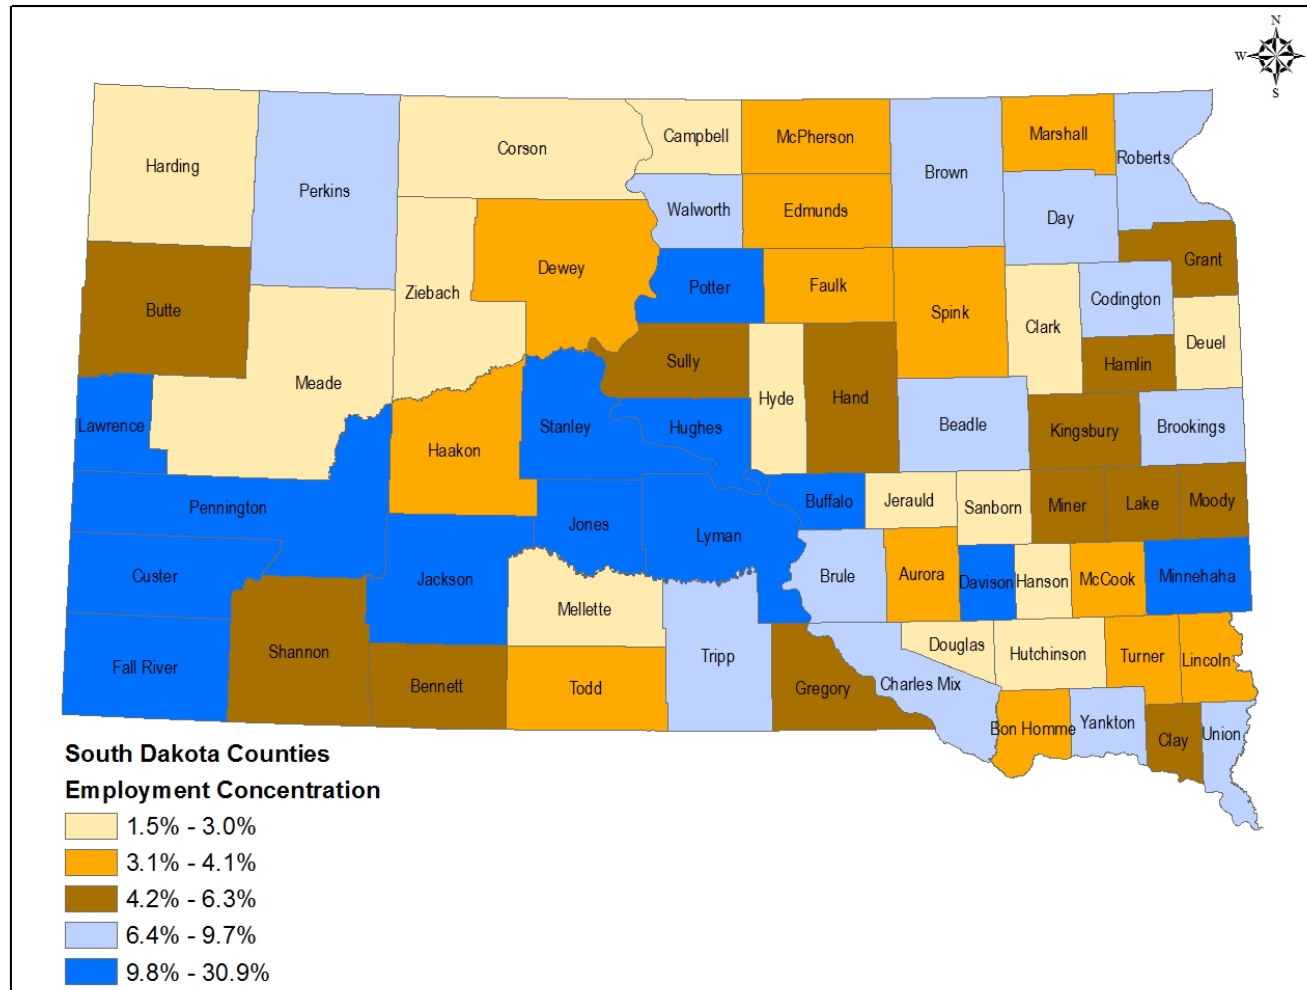 N
W E
S
Harding
Perkins
Corson
Campbell
McPherson
Brown
Marshall
Roberts
Walworth
Edmunds
Day
Butte
Ziebach
Dewey
Potter
Faulk
Spink
Clark
Codington
Grant
Meade
Sully
Hyde
Hand
Hamlin
Deuel
Lawrence
Haakon
Stanley
Hughes
Beadle
Kingsbury
Brookings
Pennington
Jones
Lyman
Buffalo
Jerauld
Sanborn
Miner
Lake
Moody
Custer
Jackson
Mellette
Brule
Aurora
Davison
Hanson
McCook
Minnehaha
Fall River
Shannon
Bennett
Todd
Tripp
Gregory
Charles Mix
Douglas
Hutchinson
Turner
Lincoln
Bon Homme
Yankton
Clay
Union
South Dakota Counties
Employment Concentration
1.5% - 3.0%
3.1% - 4.1%
4.2% - 6.3%
6.4% - 9.7%
9.8% - 30.9%